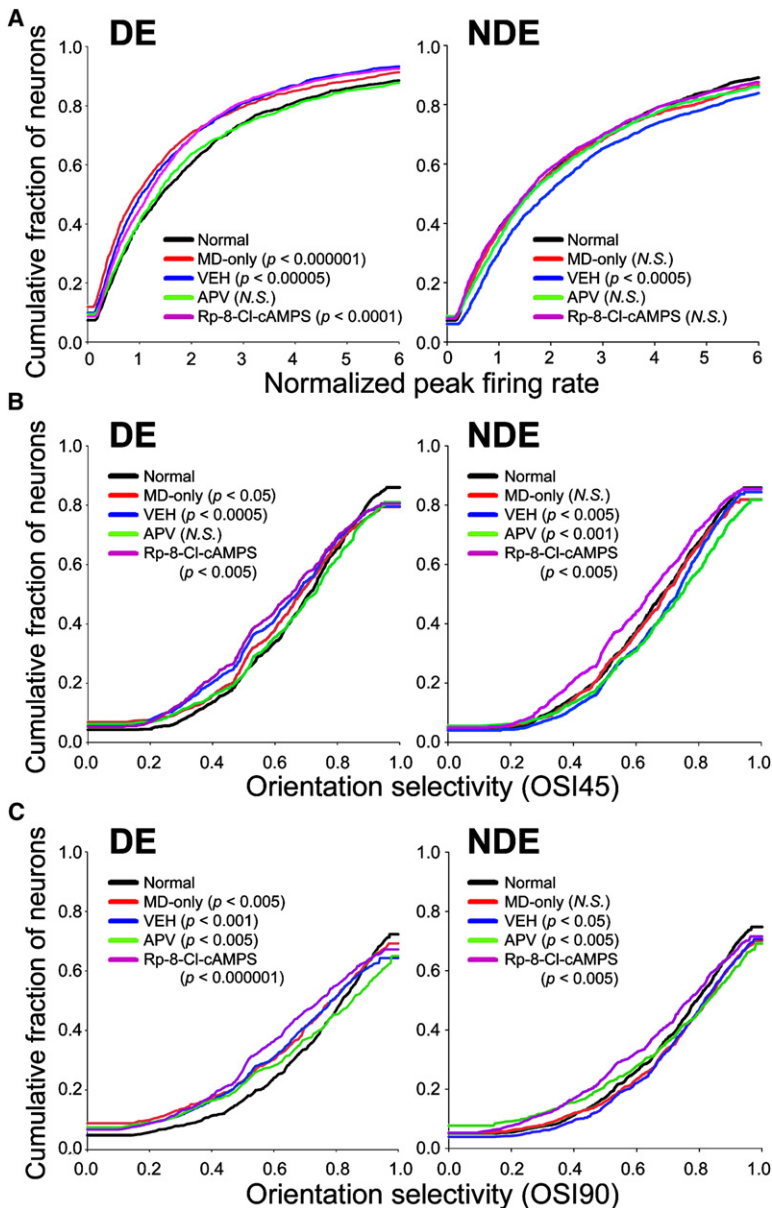 A
DE
NDE
Cumulative fraction of neurons
1.0
0.8
0.6
0.4
0.2
0.0
Normal
MD-only (p < 0.000001)
VEH (p < 0.00005)
APV (N.S.)
Rp-8-Cl-cAMPS (p < 0.0001)
0 1 2 3 4 5 6
1.0
0.8
0.6
0.4
0.2
0.0
Normal
MD-only (N.S.)
VEH (p < 0.0005)
APV (N.S.)
Rp-8-Cl-cAMPS (N.S.)
0 1 2 3 4 5 6
Normalized peak firing rate
B
DE
NDE
Cumulative fraction of neurons
1.0
0.8
0.6
0.4
0.2
0.0
Normal
MD-only (p < 0.05)
VEH (p < 0.0005)
APV (N.S.)
Rp-8-Cl-cAMPS
(p < 0.005)
0.0 0.2 0.4 0.6 0.8 1.0
1.0
0.8
0.6
0.4
0.2
0.0
Normal
MD-only (N.S.)
VEH (p < 0.005)
APV (p < 0.001)
Rp-8-Cl-cAMPS
(p < 0.005)
0.0 0.2 0.4 0.6 0.8 1.0
Orientation selectivity (OSI45)
C
DE
NDE
Cumulative fraction of neurons
1.0
0.8
0.6
0.4
0.2
0.0
Normal
MD-only (p < 0.005)
VEH (p < 0.001)
APV (p < 0.005)
Rp-8-Cl-cAMPS
(p < 0.000001)
0.0 0.2 0.4 0.6 0.8 1.0
1.0
0.8
0.6
0.4
0.2
0.0
Normal
MD-only (N.S.)
VEH (p < 0.05)
APV (p < 0.005)
Rp-8-Cl-cAMPS
(p < 0.005)
0.0 0.2 0.4 0.6 0.8 1.0
Orientation selectivity (OSI90)